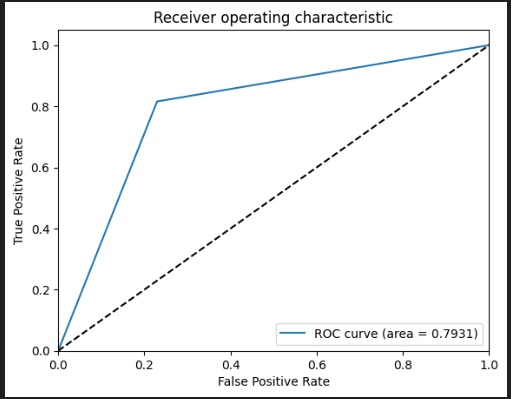 Receiver operating characteristic
1.0
0.8
0.6
0.4
0.2
0.0
True Positive Rate
ROC curve (area = 0.7931)
0.0 0.2 0.4 0.6 0.8 1.0
False Positive Rate